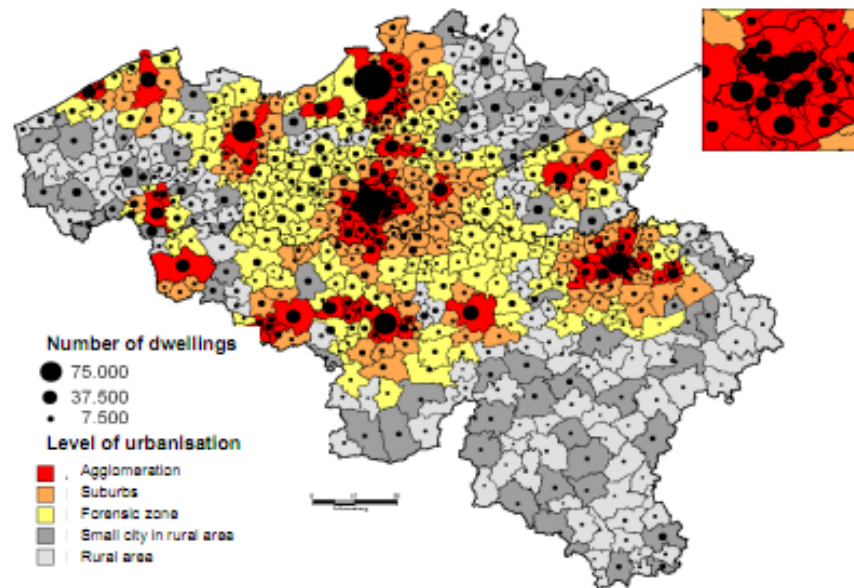 Number of dwellings
75.000
37.500
7.500
Level of urbanisation
Agglomeration
Suburbs
Forensic zone
Small city in rural area
Rural area